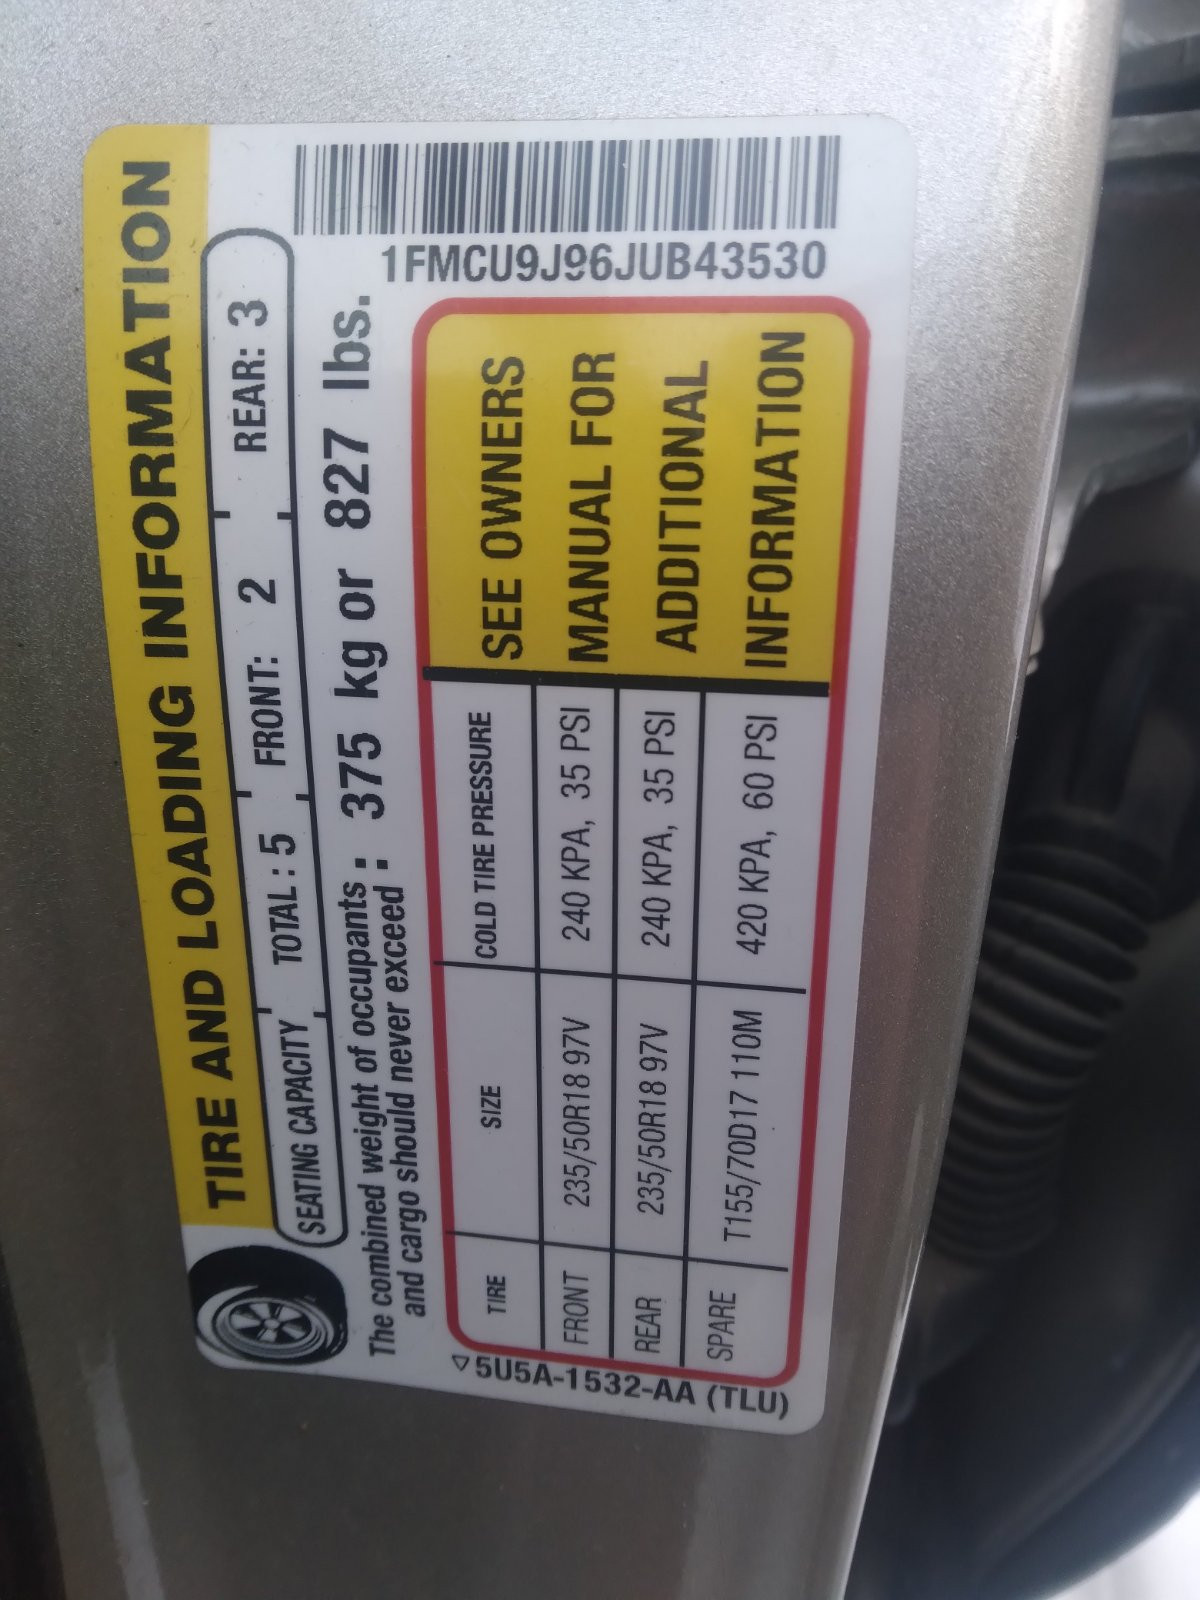 TIRE AND LOADING INFORMATION
SEATING CAPACITY TOTAL : 5 FRONT: 2 REAR: 3
The combined weight of occupants : 375 kg or 827 lbs.
and cargo should never exceed :
TIRE SIZE COLD TIRE PRESSURE
FRONT 235/50R18 97V 240 KPA, 35 PSI
REAR 235/50R18 97V 240 KPA, 35 PSI
SPARE T155/70D17 110M 420 KPA, 60 PSI
SEE OWNERS
MANUAL FOR
ADDITIONAL
INFORMATION
5U5A-1532-AA (TLU)
1FMCU9J96JUB43530